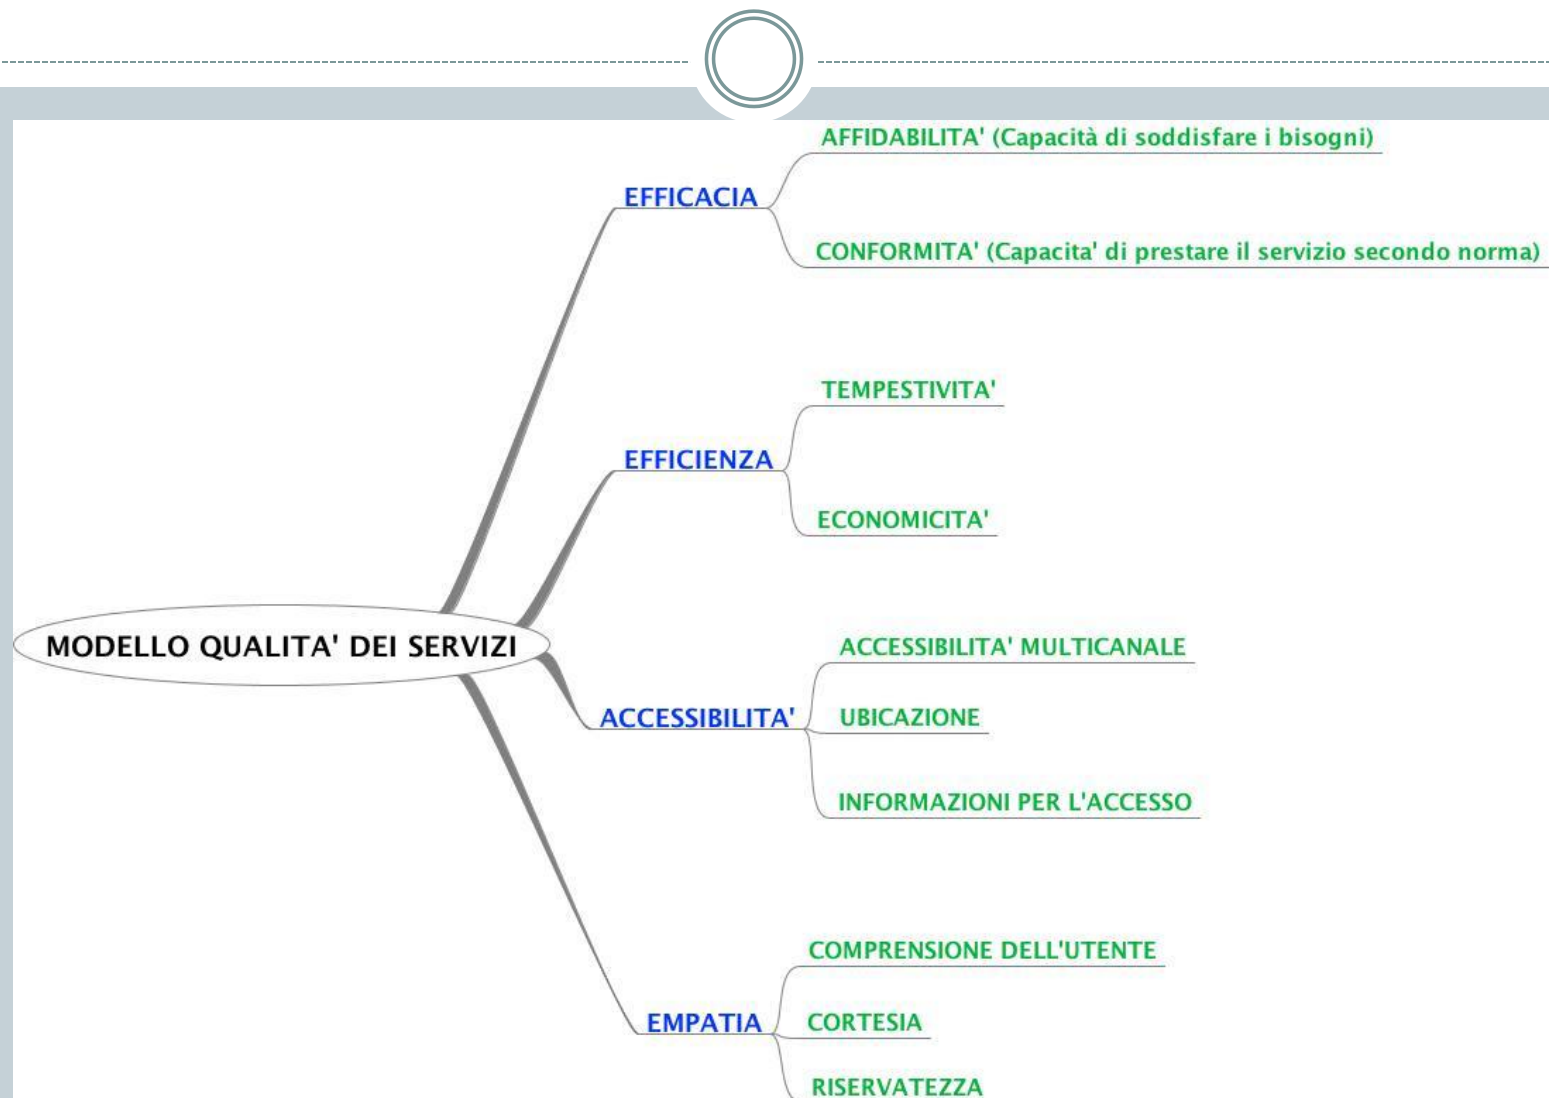 AFFIDABILITA' (Capacità di soddisfare i bisogni)
EFFICACIA
CONFORMITA' (Capacita' di prestare il servizio secondo norma)
TEMPESTIVITA'
EFFICIENZA
ECONOMICITA'
MODELLO QUALITA' DEI SERVIZI
ACCESSIBILITA' MULTICANALE
ACCESSIBILITA'
UBICAZIONE
INFORMAZIONI PER L'ACCESSO
COMPRENSIONE DELL'UTENTE
EMPATIA
CORTESIA
RISERVATEZZA